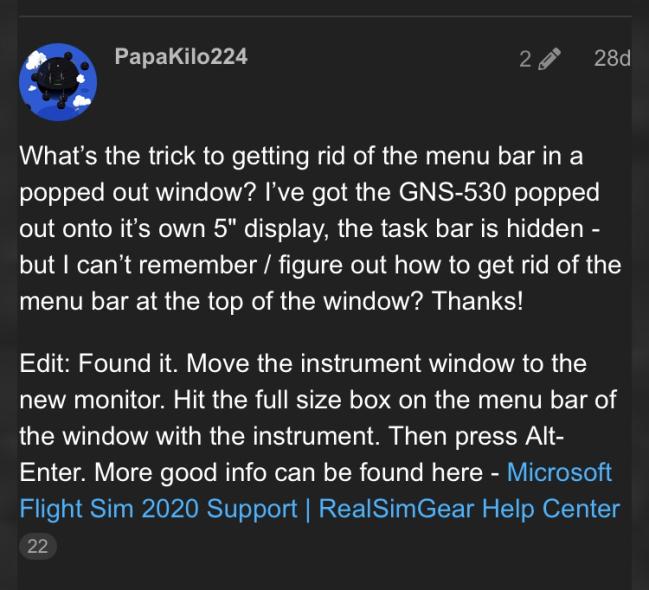 PapaKilo224
2 28d
What’s the trick to getting rid of the menu bar in a
popped out window? I’ve got the GNS-530 popped
out onto it’s own 5" display, the task bar is hidden -
but I can’t remember / figure out how to get rid of the
menu bar at the top of the window? Thanks!
Edit: Found it. Move the instrument window to the
new monitor. Hit the full size box on the menu bar of
the window with the instrument. Then press Alt-
Enter. More good info can be found here - Microsoft
Flight Sim 2020 Support | RealSimGear Help Center
22